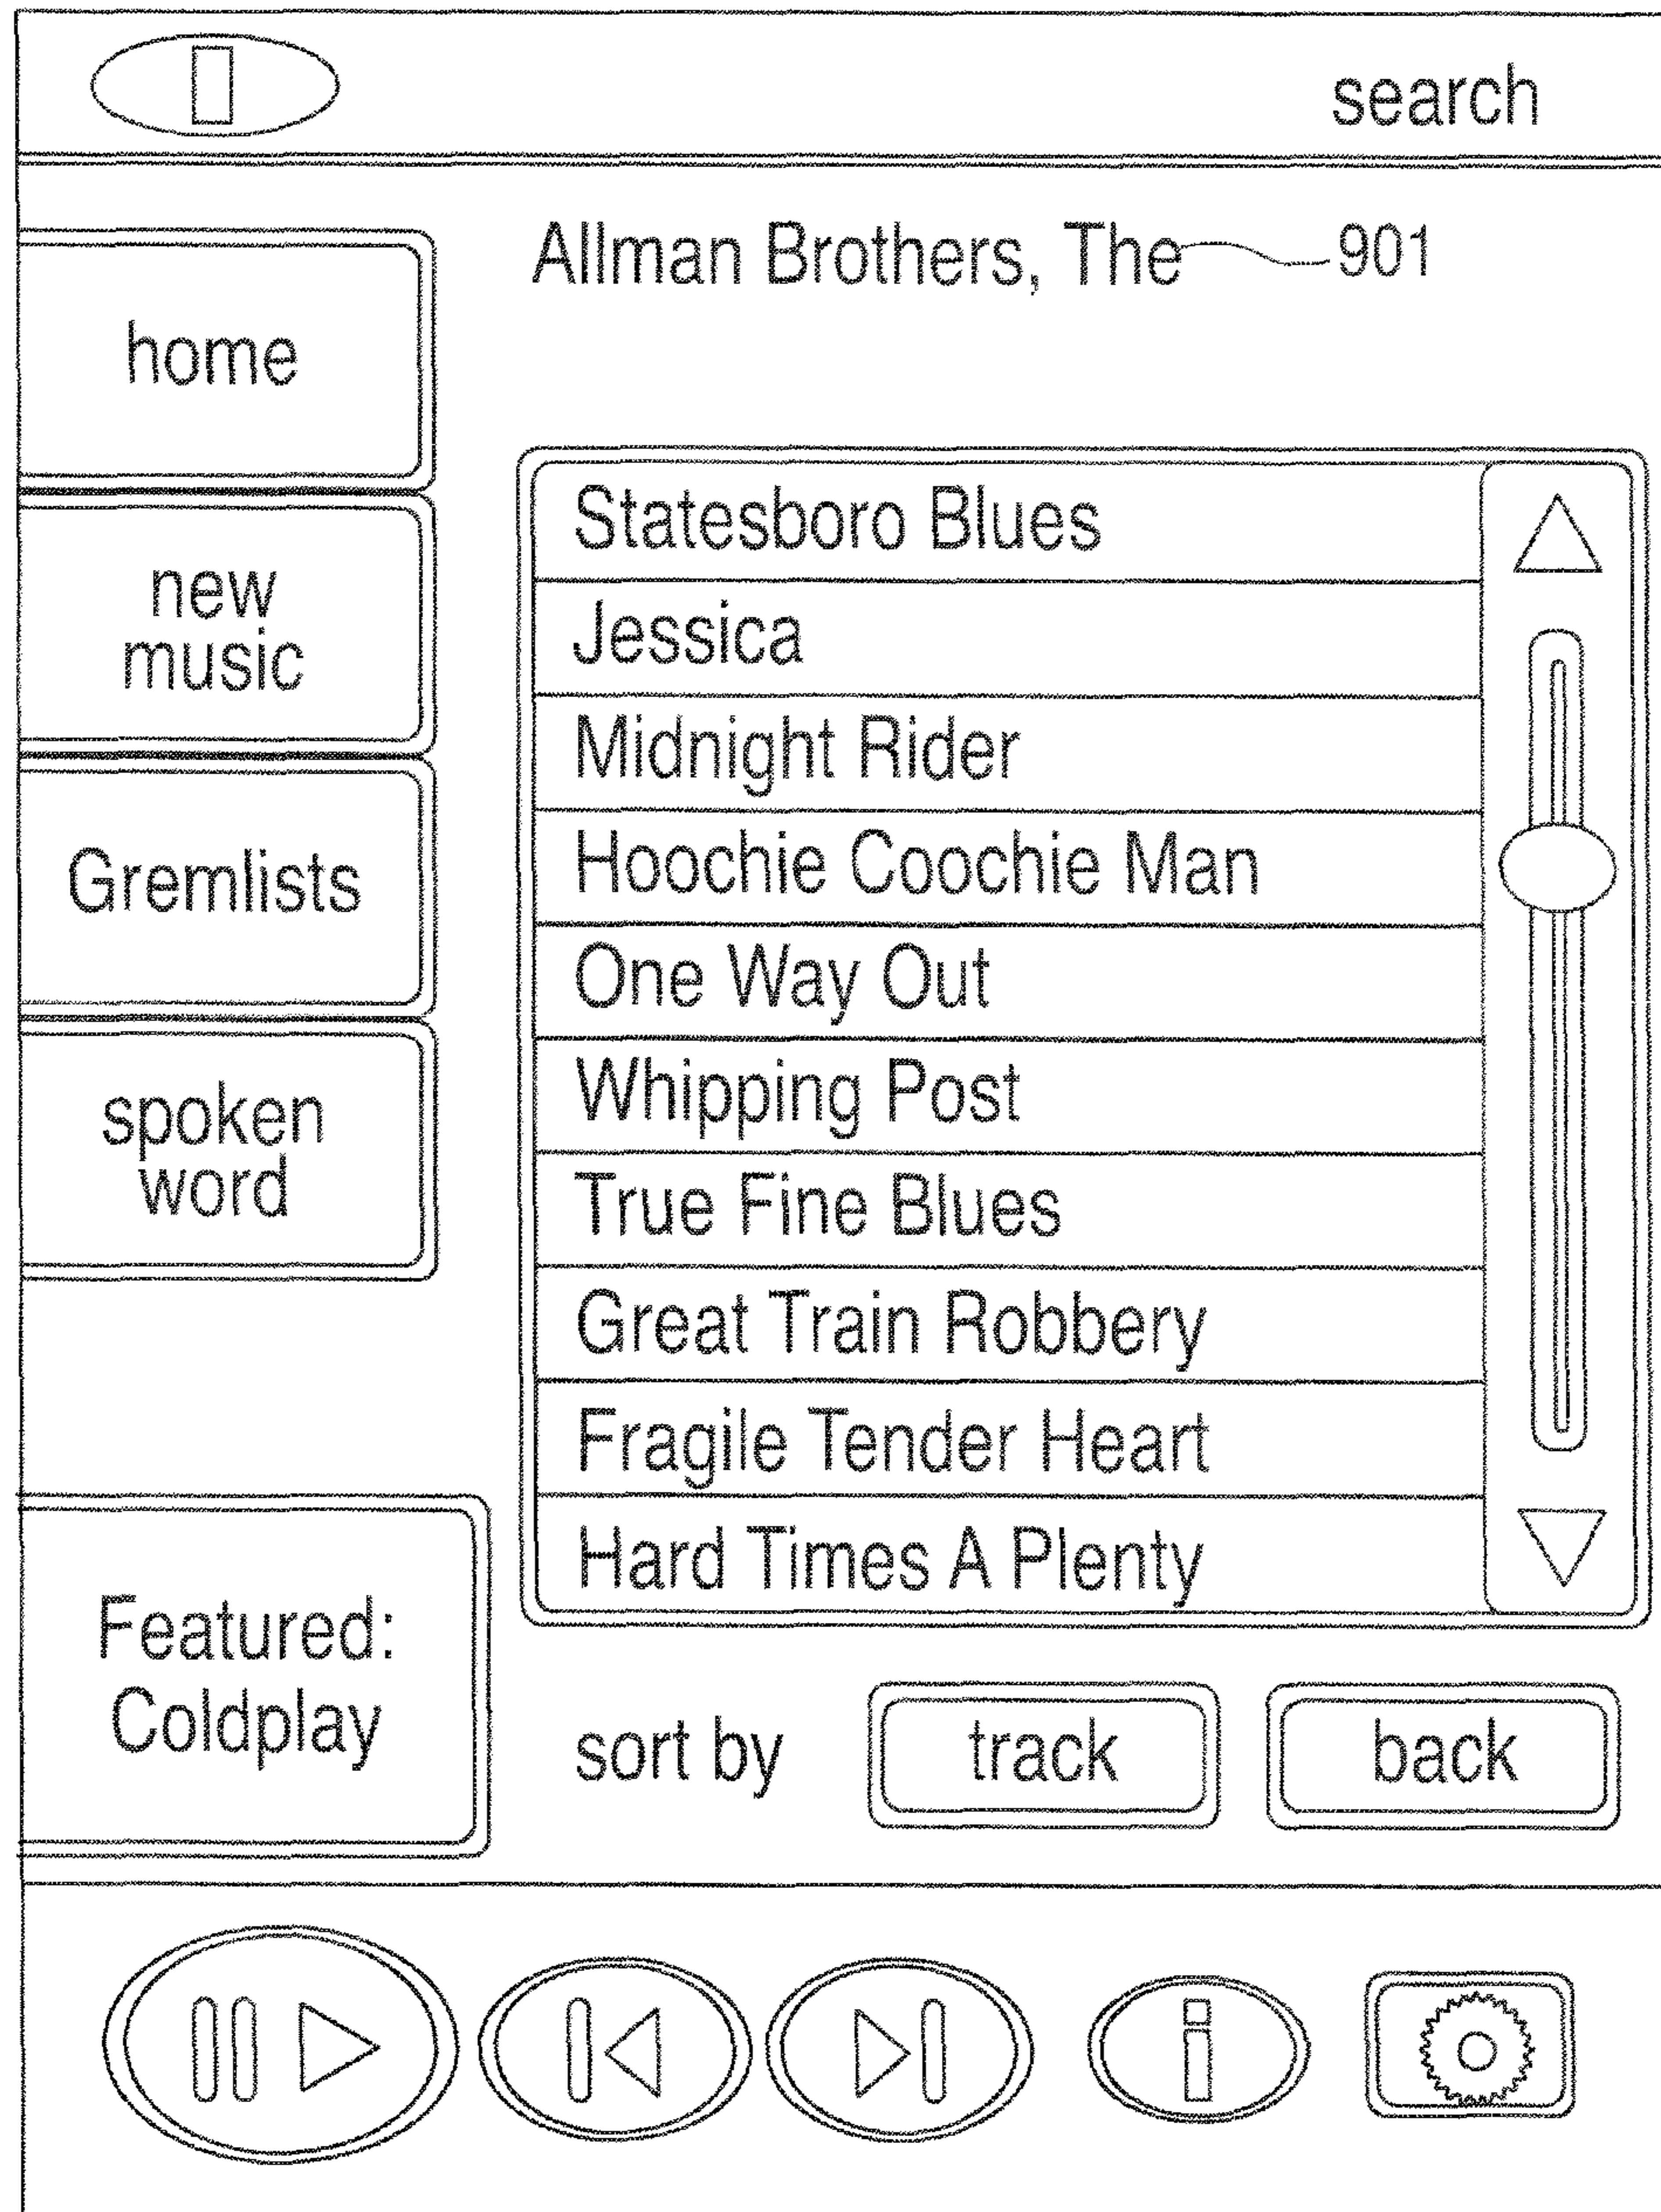 search
Allman Brothers, The 901
home
new
music
Gremlists
spoken
word
Featured:
Coldplay
Statesboro Blues
Jessica
Midnight Rider
Hoochie Coochie Man
One Way Out
Whipping Post
True Fine Blues
Great Train Robbery
Fragile Tender Heart
Hard Times A Plenty
sort by track back
i